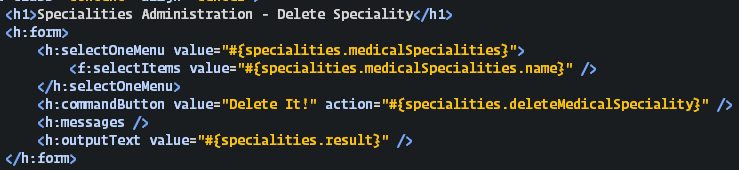 <h1>Specialities Administration - Delete Speciality</h1>
<h:form>
<h:selectOneMenu value="#{specialities.medicalSpecialities}">
<f:selectItems value="#{specialities.medicalSpecialities.name}" />
</h:selectOneMenu>
<h:commandButton value="Delete It!" action="#{specialities.deleteMedicalSpeciality}" />
<h:messages />
<h:outputText value="#{specialities.result}" />
</h:form>